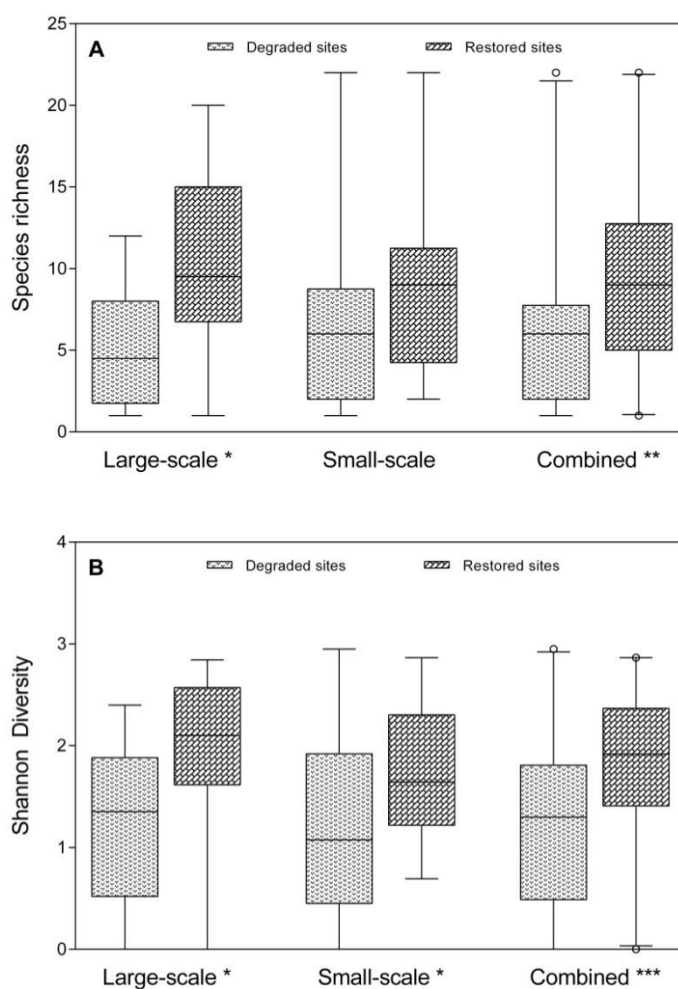 A
Degraded sites Restored sites
25
20
15
10
5
0
Species richness
Large-scale * Small-scale Combined **
B
Degraded sites Restored sites
4
3
2
1
0
Shannon Diversity
Large-scale * Small-scale * Combined ***